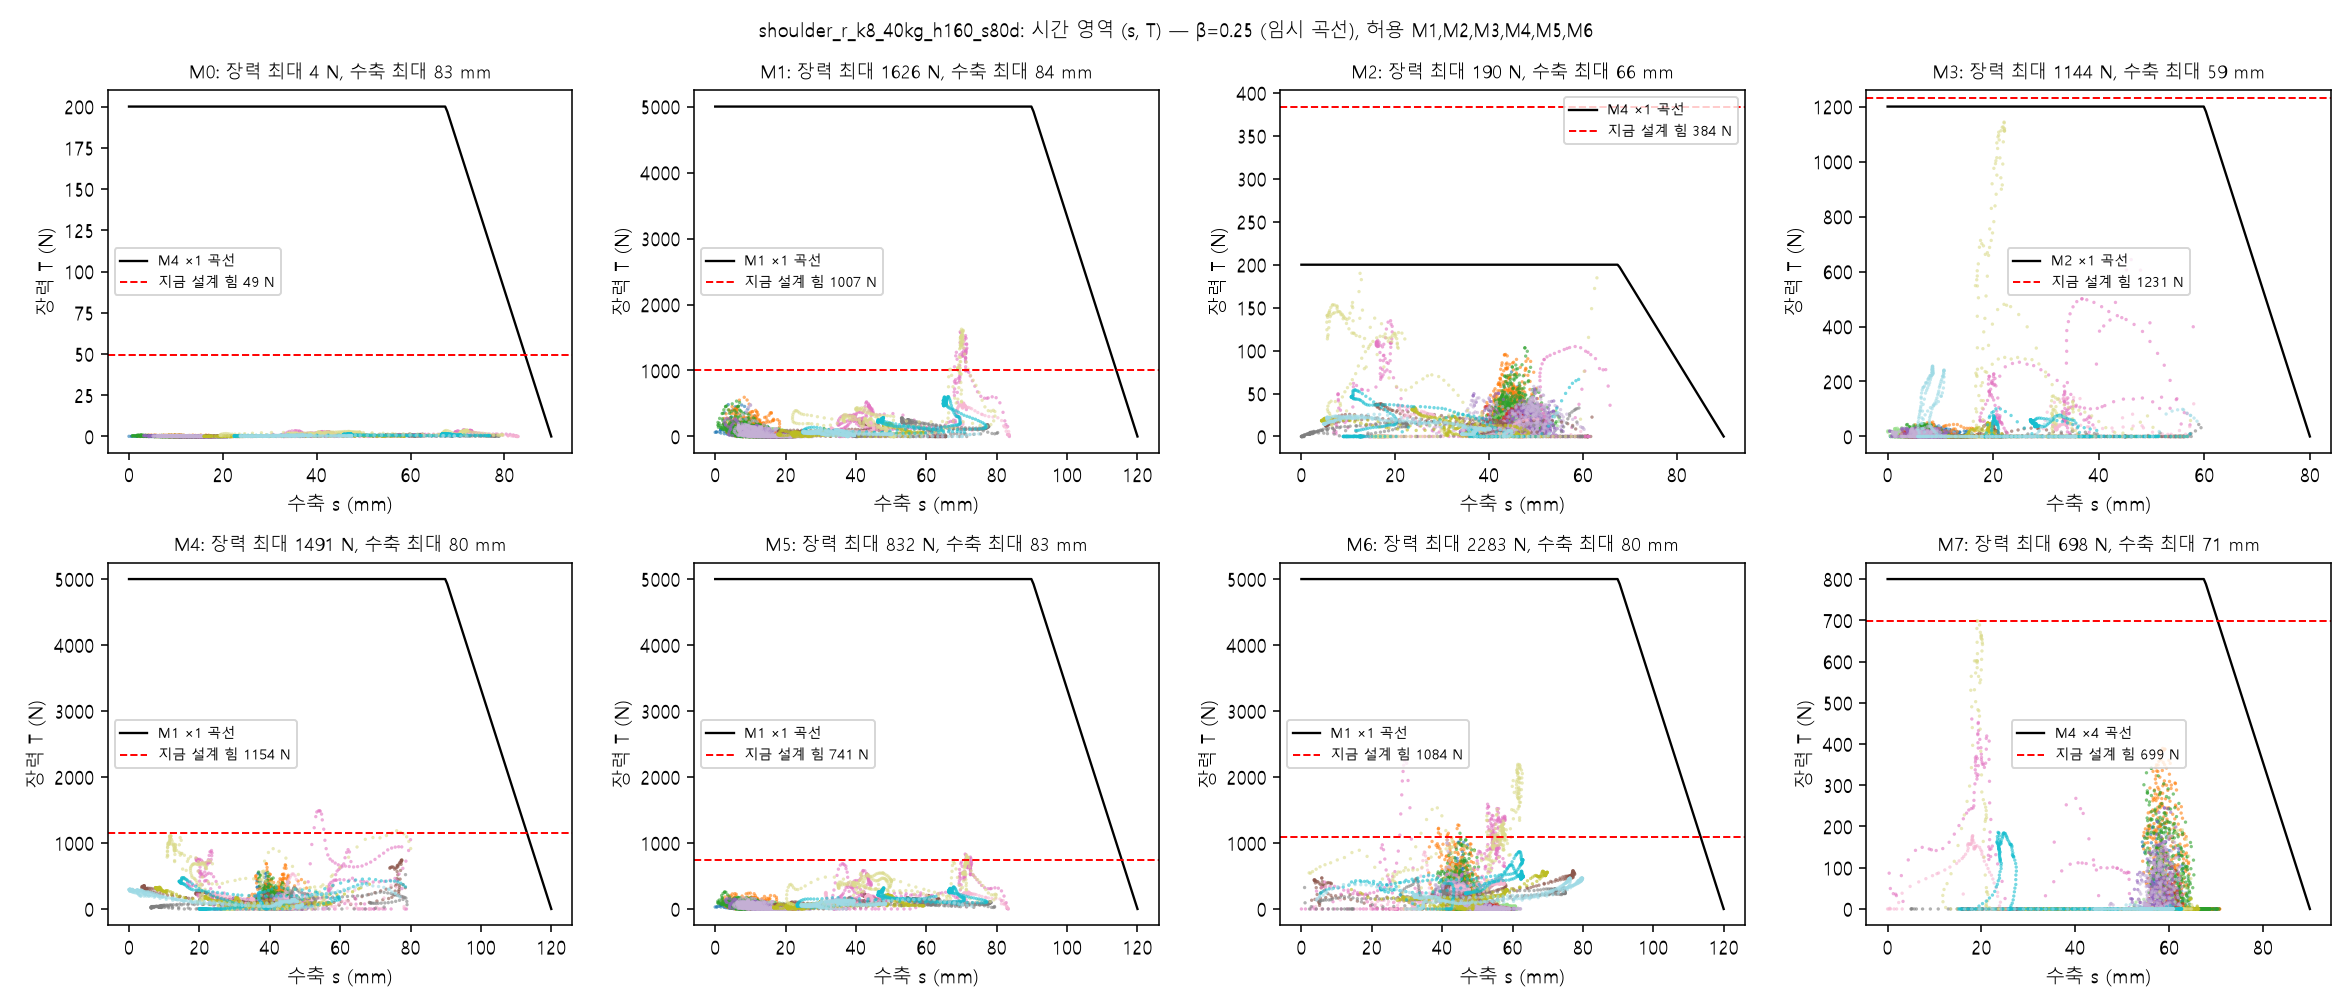 shoulder_r_k8_40kg_h160_s80d: 시간 영역 (s, T) — β=0.25 (임시 곡선), 허용 M1,M2,M3,M4,M5,M6
M0: 장력 최대 4 N, 수축 최대 83 mm
200
175
150
125
100
75
50
25
0
장력 T (N)
M4 ×1 곡선
지금 설계 힘 49 N
0 20 40 60 80
수축 s (mm)
M1: 장력 최대 1626 N, 수축 최대 84 mm
5000
4000
3000
2000
1000
0
장력 T (N)
M1 ×1 곡선
지금 설계 힘 1007 N
0 20 40 60 80 100 120
수축 s (mm)
M2: 장력 최대 190 N, 수축 최대 66 mm
400
350
300
250
200
150
100
50
0
장력 T (N)
M4 ×1 곡선
지금 설계 힘 384 N
0 20 40 60 80
수축 s (mm)
M3: 장력 최대 1144 N, 수축 최대 59 mm
1200
1000
800
600
400
200
0
장력 T (N)
M2 ×1 곡선
지금 설계 힘 1231 N
0 20 40 60 80
수축 s (mm)
M4: 장력 최대 1491 N, 수축 최대 80 mm
5000
4000
3000
2000
1000
0
장력 T (N)
M1 ×1 곡선
지금 설계 힘 1154 N
0 20 40 60 80 100 120
수축 s (mm)
M5: 장력 최대 832 N, 수축 최대 83 mm
5000
4000
3000
2000
1000
0
장력 T (N)
M1 ×1 곡선
지금 설계 힘 741 N
0 20 40 60 80 100 120
수축 s (mm)
M6: 장력 최대 2283 N, 수축 최대 80 mm
5000
4000
3000
2000
1000
0
장력 T (N)
M1 ×1 곡선
지금 설계 힘 1084 N
0 20 40 60 80 100 120
수축 s (mm)
M7: 장력 최대 698 N, 수축 최대 71 mm
800
700
600
500
400
300
200
100
0
장력 T (N)
M4 ×4 곡선
지금 설계 힘 699 N
0 20 40 60 80
수축 s (mm)